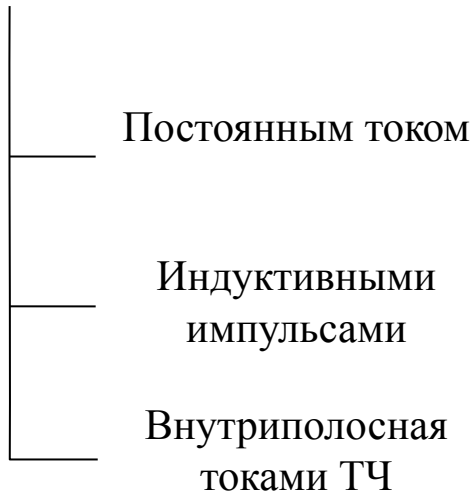 Постоянным током
Индуктивными
импульсами
Внутриполосная
токами ТЧ